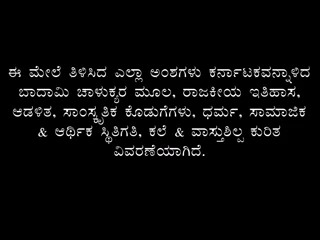 ಈ ಮೇಲೆ ತಿಳಿಸಿದ ಎಲ್ಲಾ ಅಂಶಗಳು ಕರ್ನಾಟಕವನ್ನಾಳಿದ
ಬಾದಾಮಿ ಚಾಳುಕ್ಯರ ಮೂಲ, ರಾಜಕೀಯ ಇತಿಹಾಸ,
ಆಡಳಿತ, ಸಾಂಸ್ಕೃತಿಕ ಕೊಡುಗೆಗಳು, ಧರ್ಮ, ಸಾಮಾಜಿಕ
& ಆರ್ಥಿಕ ಸ್ಥಿತಿಗತಿ, ಕಲೆ & ವಾಸ್ತುಶಿಲ್ಪ ಕುರಿತ
ವಿವರಣೆಯಾಗಿದೆ.